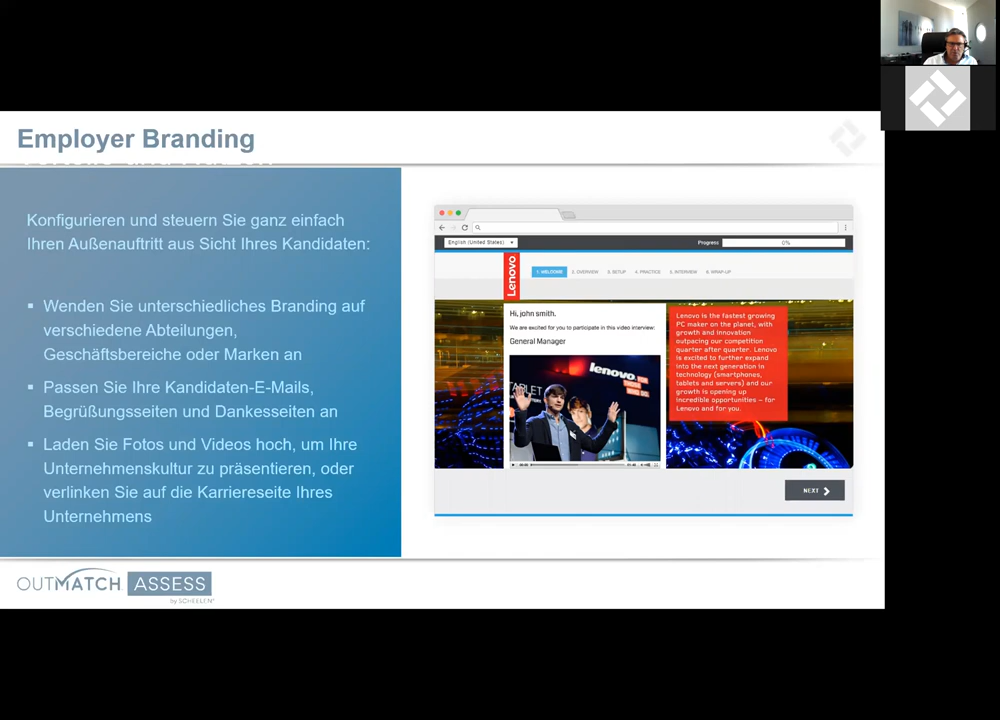 Employer Branding
Konfigurieren und steuern Sie ganz einfach
Ihren Außenauftritt aus Sicht Ihres Kandidaten:
▪ Wenden Sie unterschiedliches Branding auf
verschiedene Abteilungen,
Geschäftsbereiche oder Marken an
▪ Passen Sie Ihre Kandidaten-E-Mails,
Begrüßungsseiten und Dankesseiten an
▪ Laden Sie Fotos und Videos hoch, um Ihre
Unternehmenskultur zu präsentieren, oder
verlinken Sie auf die Karriereseite Ihres
Unternehmens
English (United States)
Progress
0%
Lenovo
1. WELCOME 2. OVERVIEW 3. SETUP 4. PRACTICE 5. INTERVIEW 6. WRAP-UP
Hi, john smith.
We are excited for you to participate in this video interview:
General Manager
lenovo
TABLET
Lenovo is the fastest growing
PC maker on the planet, with
growth and innovation
outpacing our competition
quarter after quarter. Lenovo
is excited to further expand
into the next generation in
technology (smartphones,
tablets and servers) and our
growth is opening up
incredible opportunities – for
Lenovo and for you.
NEXT
OUTMATCH ASSESS
by SCHEELEN®